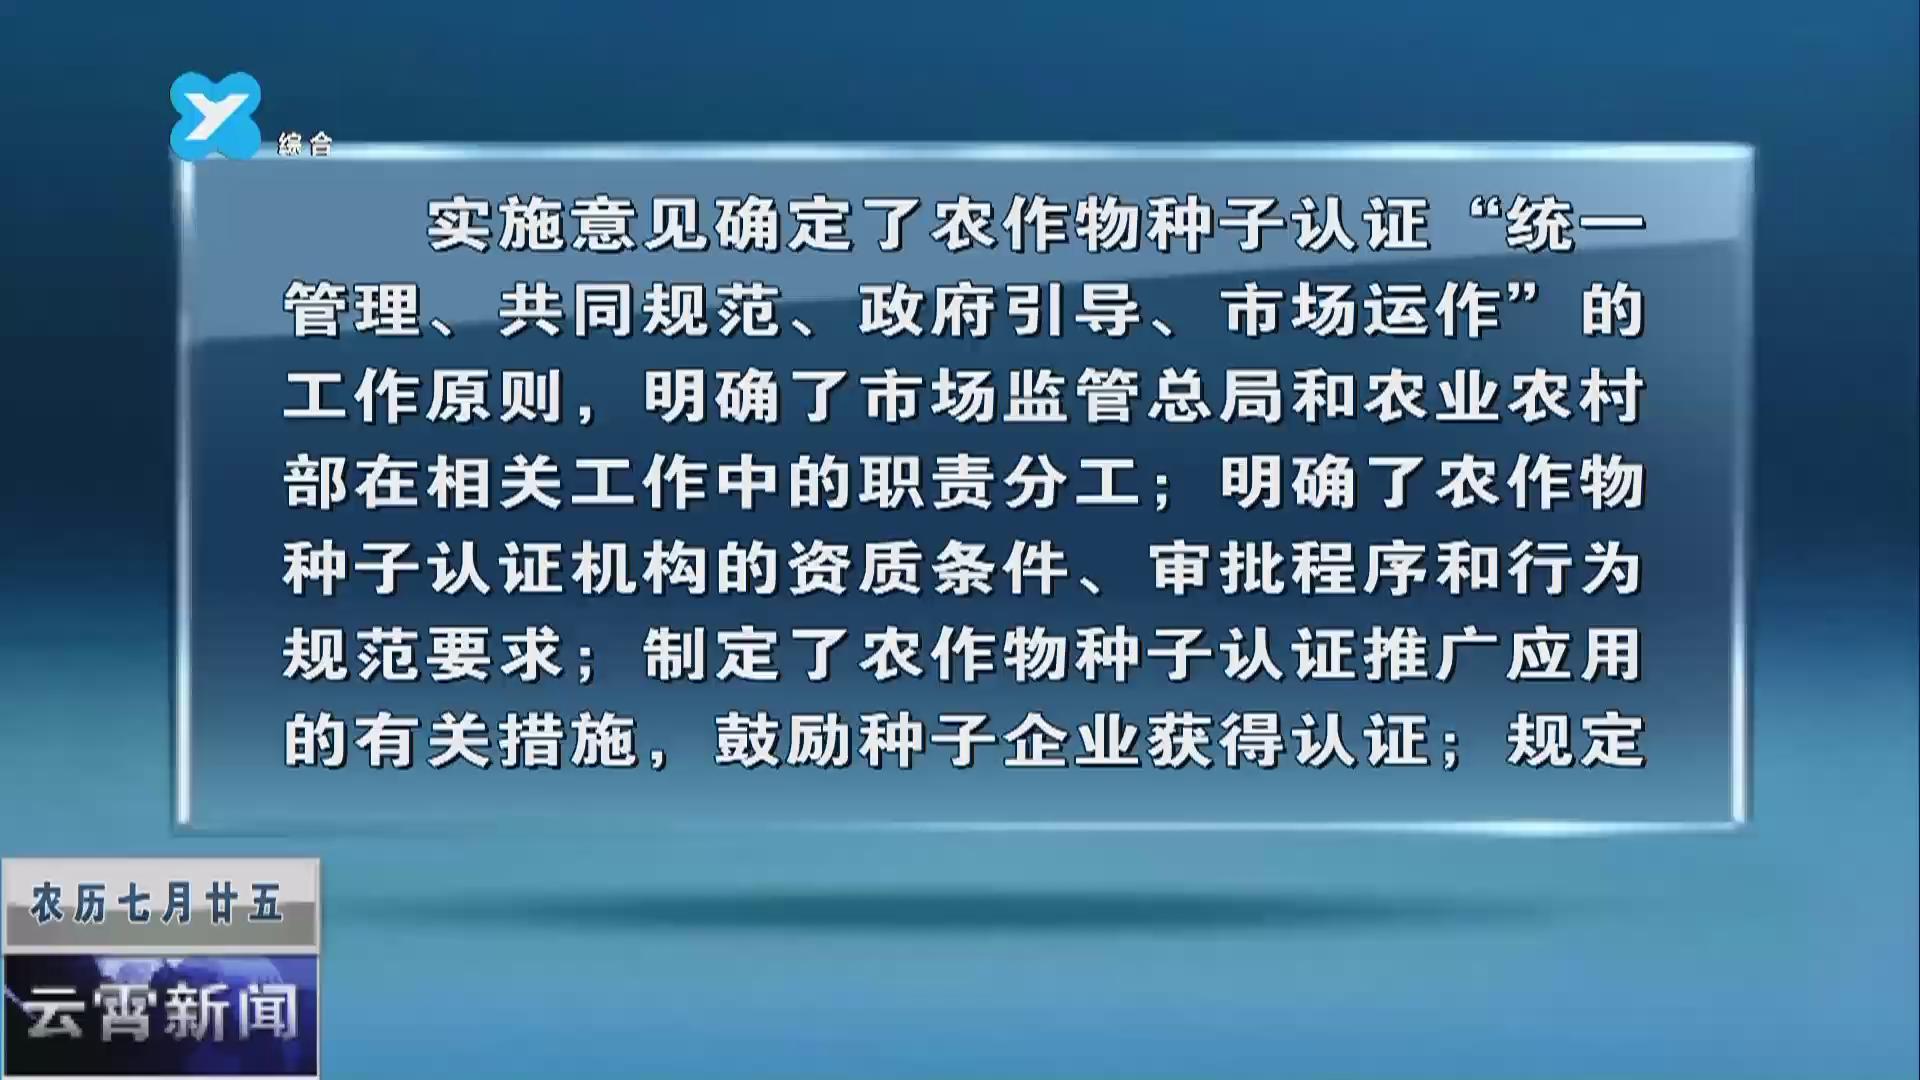 综合
实施意见确定了农作物种子认证“统一
管理、共同规范、政府引导、市场运作”的
工作原则，明确了市场监管总局和农业农村
部在相关工作中的职责分工；明确了农作物
种子认证机构的资质条件、审批程序和行为
规范要求；制定了农作物种子认证推广应用
的有关措施，鼓励种子企业获得认证；规定
农历七月廿五
云霄新闻